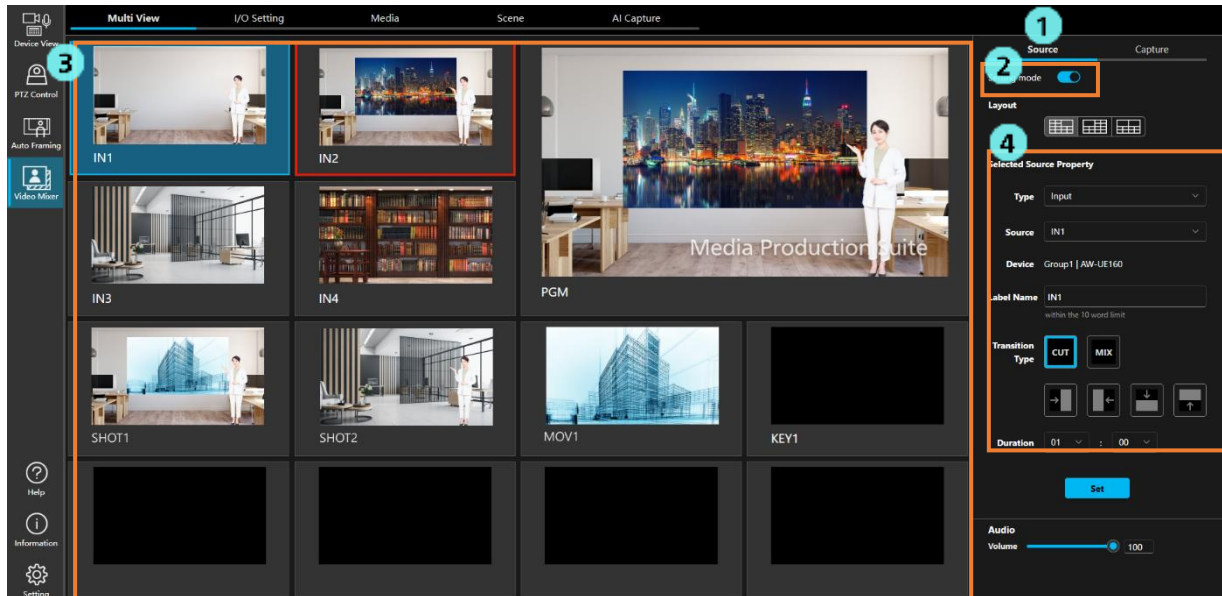 Multi View I/O Setting Media Scene AI Capture
1
Device View
PTZ Control
Auto Framing
Video Mixer
Help
Information
Setting
3
IN1
IN2
Media Production Suite
PGM
IN3
IN4
SHOT1
SHOT2
MOV1
KEY1
Source Capture
2
mode
Layout
4
Selected Source Property
Type Input
Source IN1
Device Group1 | AW-UE160
Label Name IN1
within the 10 word limit
Transition
Type
CUT MIX
Duration 01 : 00
Set
Audio
Volume 100